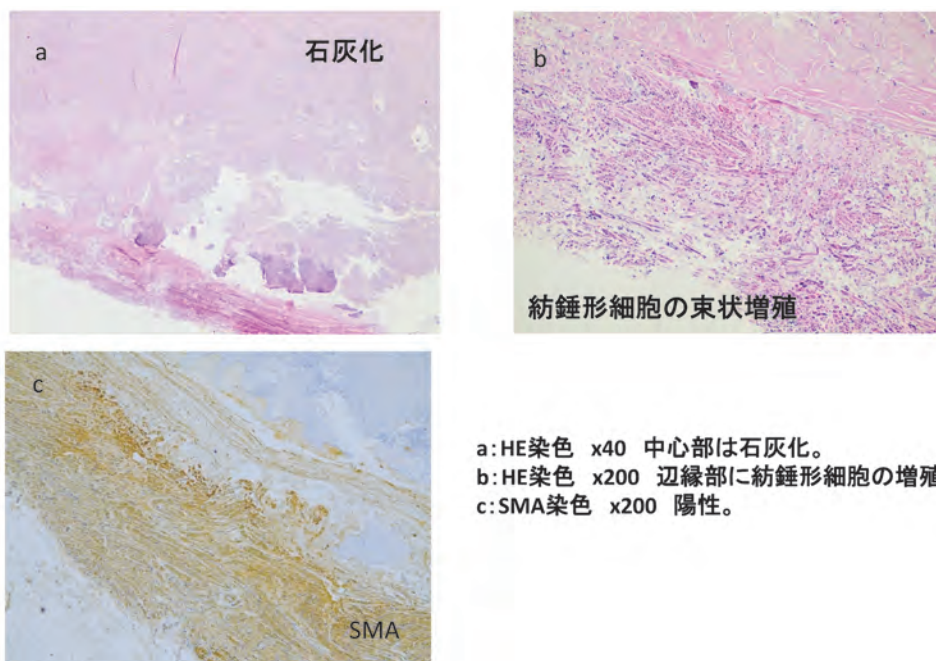 a
石灰化
b
紡錘形細胞の束状増殖
c
SMA
a:HE染色 x40 中心部は石灰化。
b:HE染色 x200 辺縁部に紡錘形細胞の増殖
c:SMA染色 x200 陽性。